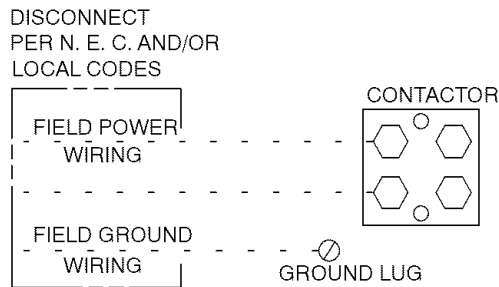 DISCONNECT
PER N. E. C. AND/OR
LOCAL CODES
CONTACTOR
FIELD POWER
WIRING
FIELD GROUND
WIRING
GROUND LUG